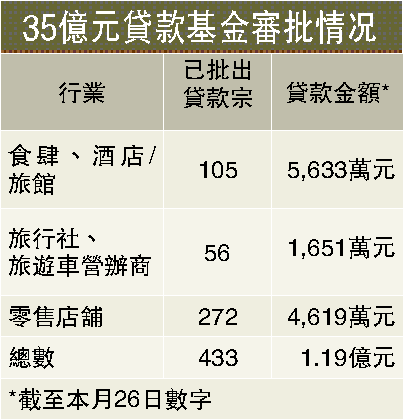 35億元貸款基金審批情况
行業 已批出貸款宗 貸款金額*
食肆、酒店/
旅館 105 5,633萬元
旅行社、
旅遊車營辦商 56 1,651萬元
零售店舖 272 4,619萬元
總數 433 1.19億元
*截至本月26日數字